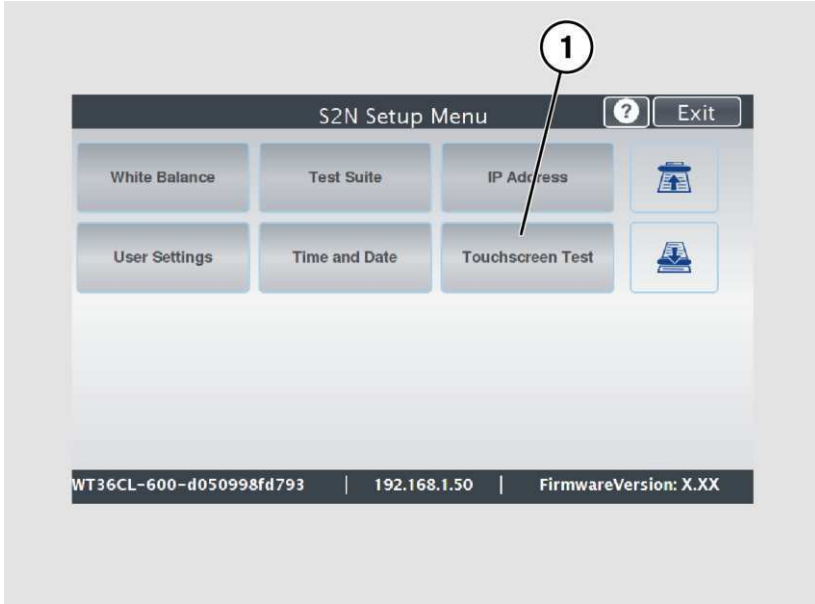 1
S2N Setup Menu ? Exit
White Balance Test Suite IP Address
User Settings Time and Date Touchscreen Test
WT36CL-600-d050998fd793 | 192.168.1.50 | FirmwareVersion: X.XX